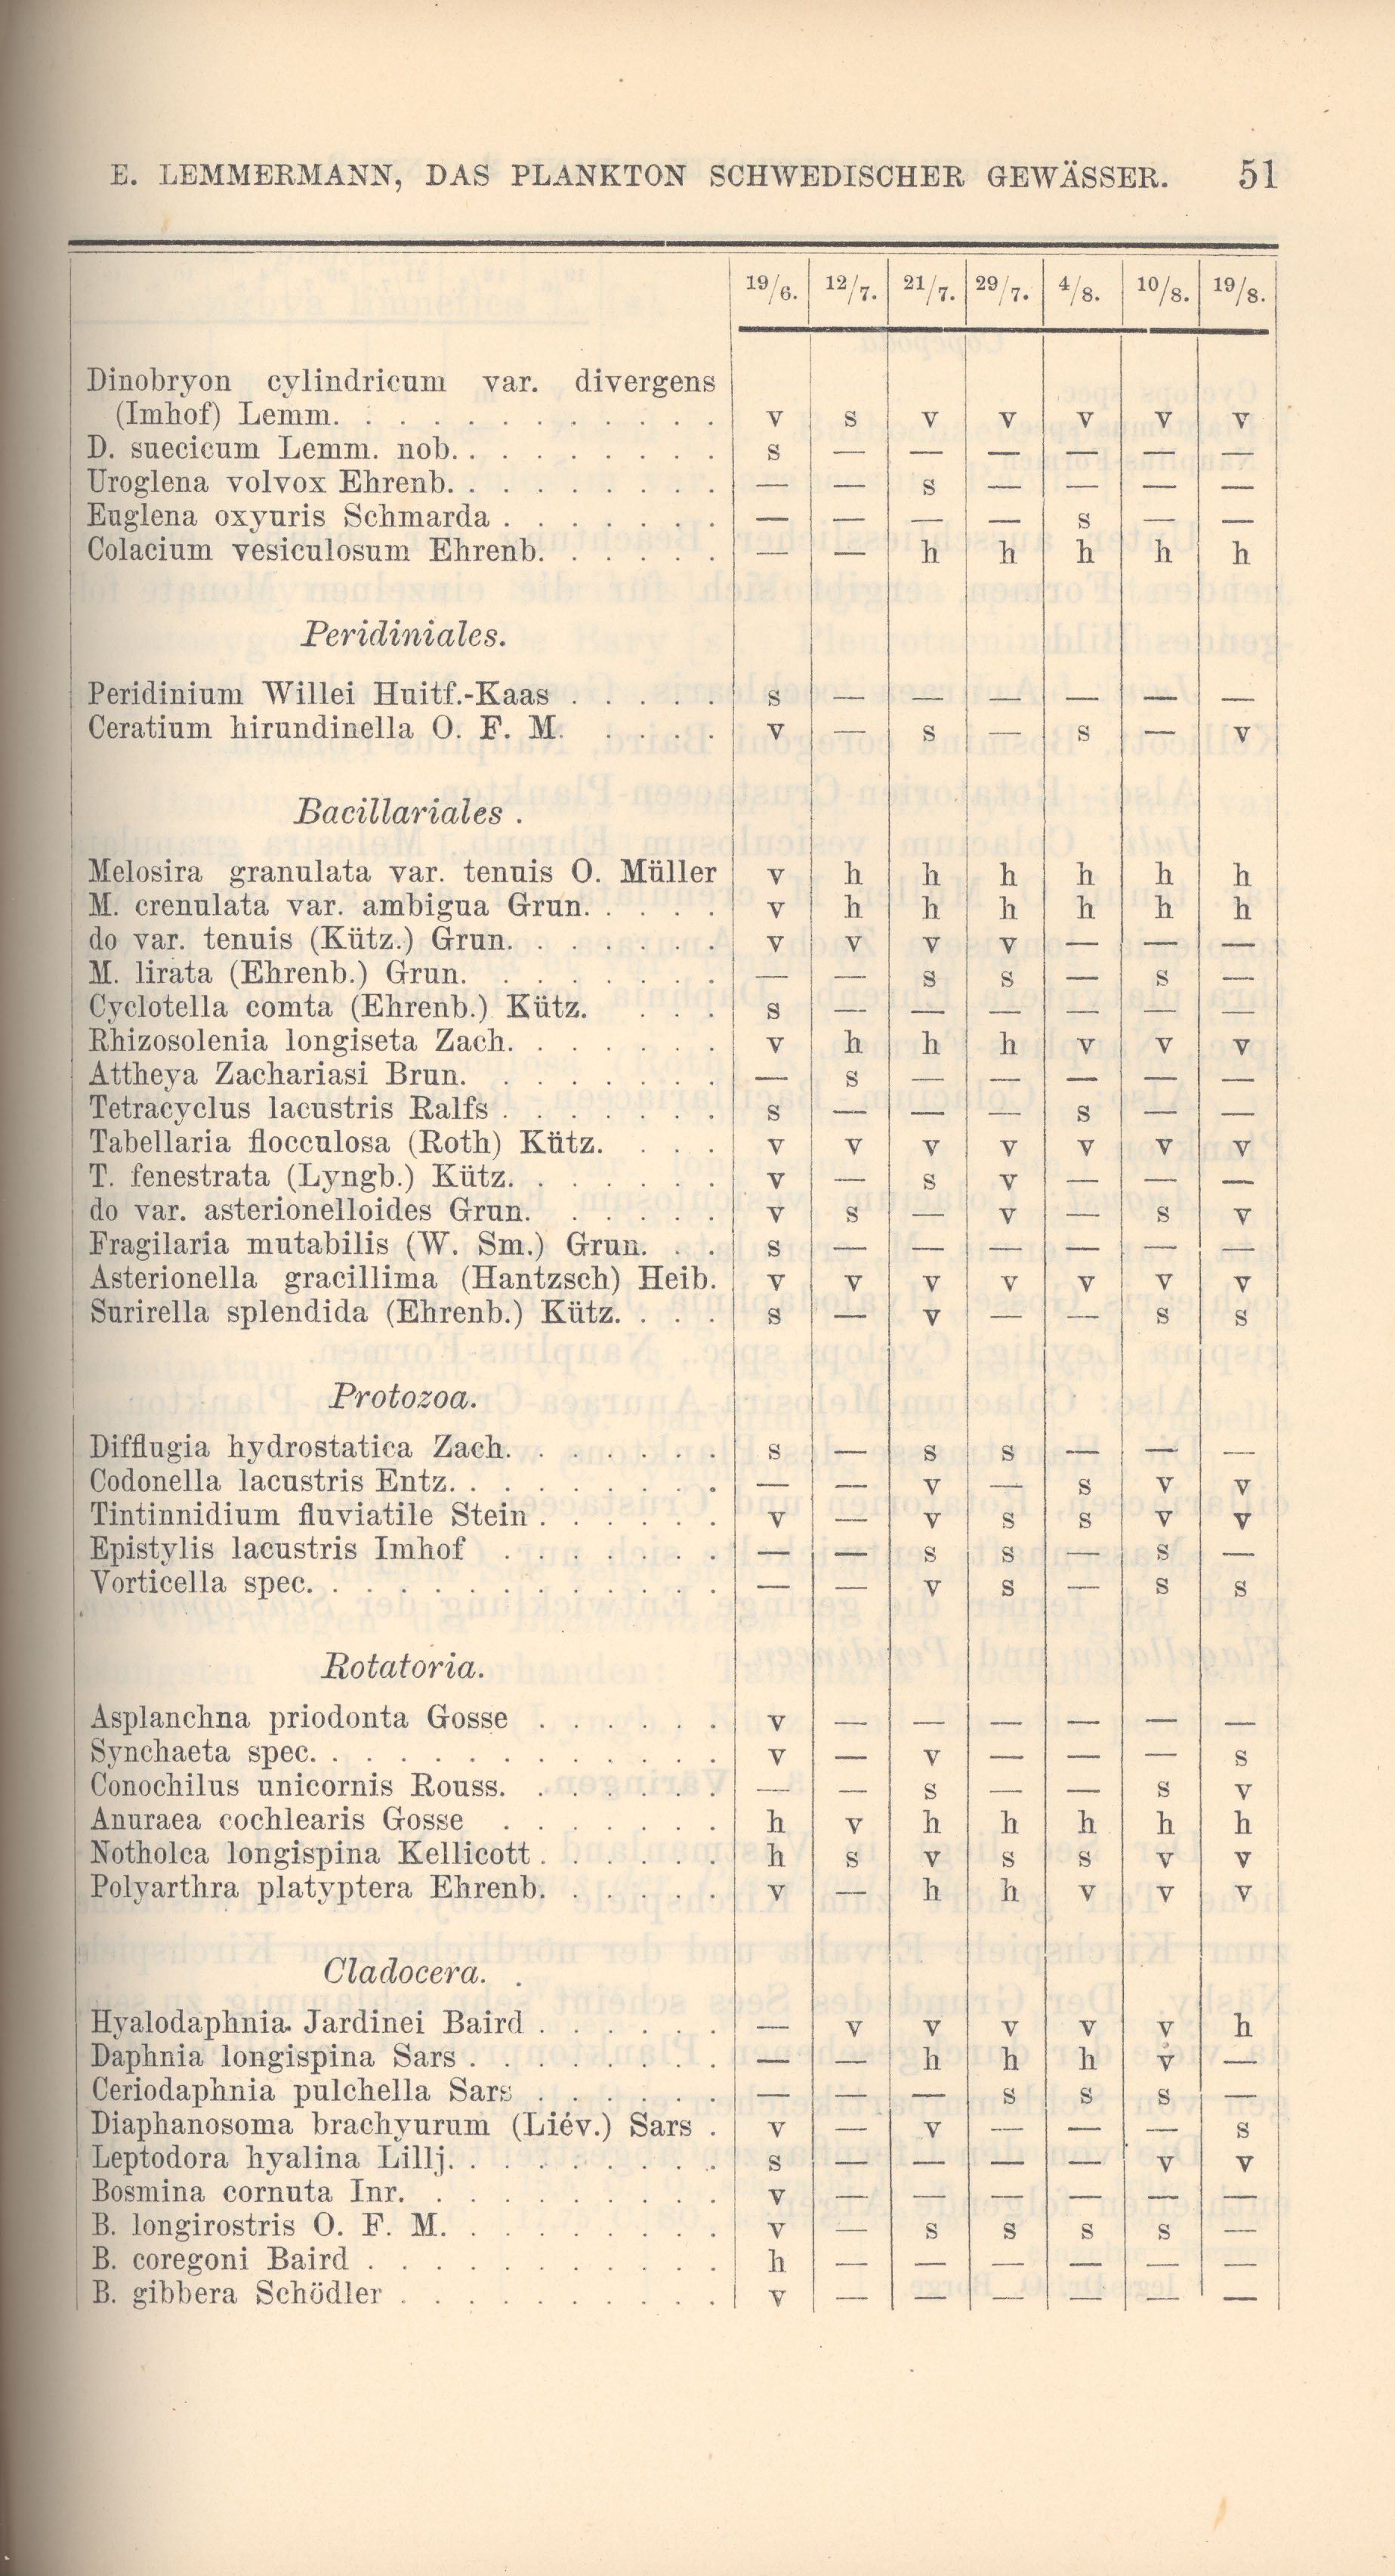 E. LEMMERMANN, DAS PLANKTON SCHWEDISCHER GEWÄSSER. 51
19/6. 12/7. 21/7. 29/7. 4/8. 10/8. 19/8.
Dinobryon cylindricum var. divergens
(Imhof) Lemm. . . . . . . . . . . . v s v v v v v
D. suecicum Lemm. nob. . . . . . . . . s — — — — — —
Uroglena volvox Ehrenb. . . . . . . . . — — s — — — —
Euglena oxyuris Schmarda . . . . . . . — — — — s — —
Colacium vesiculosum Ehrenb. . . . . . — — h h h h h
Peridiniales.
Peridinium Willei Huitf.-Kaas . . . . . s — — — — — —
Ceratium hirundinella O. F. M. . . . . v — s — s — v
Bacillariales .
Melosira granulata var. tenuis O. Müller v h h h h h h
M. crenulata var. ambigua Grun. . . . . v h h h h h h
do var. tenuis (Kütz.) Grun. . . . . . . v v v v — — —
M. lirata (Ehrenb.) Grun. . . . . . . . — — s s — s —
Cyclotella comta (Ehrenb.) Kütz. . . . s — — — — — —
Rhizosolenia longiseta Zach. . . . . . . v h h h v v v
Attheya Zachariasi Brun. . . . . . . . — s — — — — —
Tetracyclus lacustris Ralfs . . . . . . . s — — — s — —
Tabellaria flocculosa (Roth) Kütz. . . . v v v v v v v
T. fenestrata (Lyngb.) Kütz. . . . . . . v — s v — — —
do var. asterionelloides Grun. . . . . . v s — v — s v
Fragilaria mutabilis (W. Sm.) Grun. . . s — — — — — —
Asterionella gracillima (Hantzsch) Heib. v v v v v v v
Surirella splendida (Ehrenb.) Kütz. . . . s — v — — s s
Protozoa.
Difflugia hydrostatica Zach. . . . . . . s — s s — — —
Codonella lacustris Entz. . . . . . . . . — — v — s v v
Tintinnidium fluviatile Stein . . . . . . v — v s s v v
Epistylis lacustris Imhof . . . . . . . — — s s — s —
Vorticella spec. . . . . . . . . . . . . — — v s — s s
Rotatoria.
Asplanchna priodonta Gosse . . . . . . v — — — — — —
Synchaeta spec. . . . . . . . . . . . . v — v — — — s
Conochilus unicornis Rouss. . . . . . . — — s — — s v
Anuraea cochlearis Gosse . . . . . . . h v h h h h h
Notholca longispina Kellicott . . . . . . h s v s s v v
Polyarthra platyptera Ehrenb. . . . . . v — h h v v v
Cladocera. .
Hyalodaphnia Jardinei Baird . . . . . . — v v v v v h
Daphnia longispina Sars . . . . . . . . — — h h h v —
Ceriodaphnia pulchella Sars . . . . . . — — — s s s —
Diaphanosoma brachyurum (Liév.) Sars . v — v — — — s
Leptodora hyalina Lillj. . . . . . . . . s — — — — v v
Bosmina cornuta Inr. . . . . . . . . . v — — — — — —
B. longirostris O. F. M. . . . . . . . . v — s s s s —
B. coregoni Baird . . . . . . . . . . . h — — — — — —
B. gibbera Schödler . . . . . . . . . . v — — — — — —